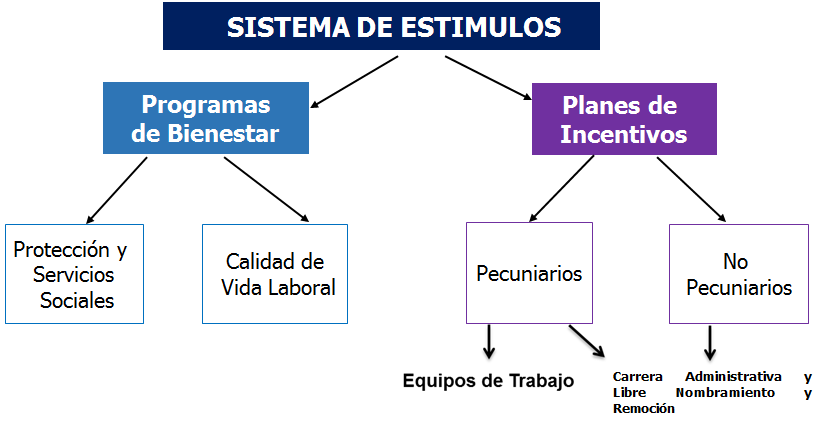 SISTEMA DE ESTIMULOS
Programas
de Bienestar
Planes de
Incentivos
Protección y
Servicios
Sociales
Calidad de
Vida Laboral
Pecuniarios
No
Pecuniarios
Equipos de Trabajo
Carrera Administrativa y
Libre Nombramiento y
Remoción